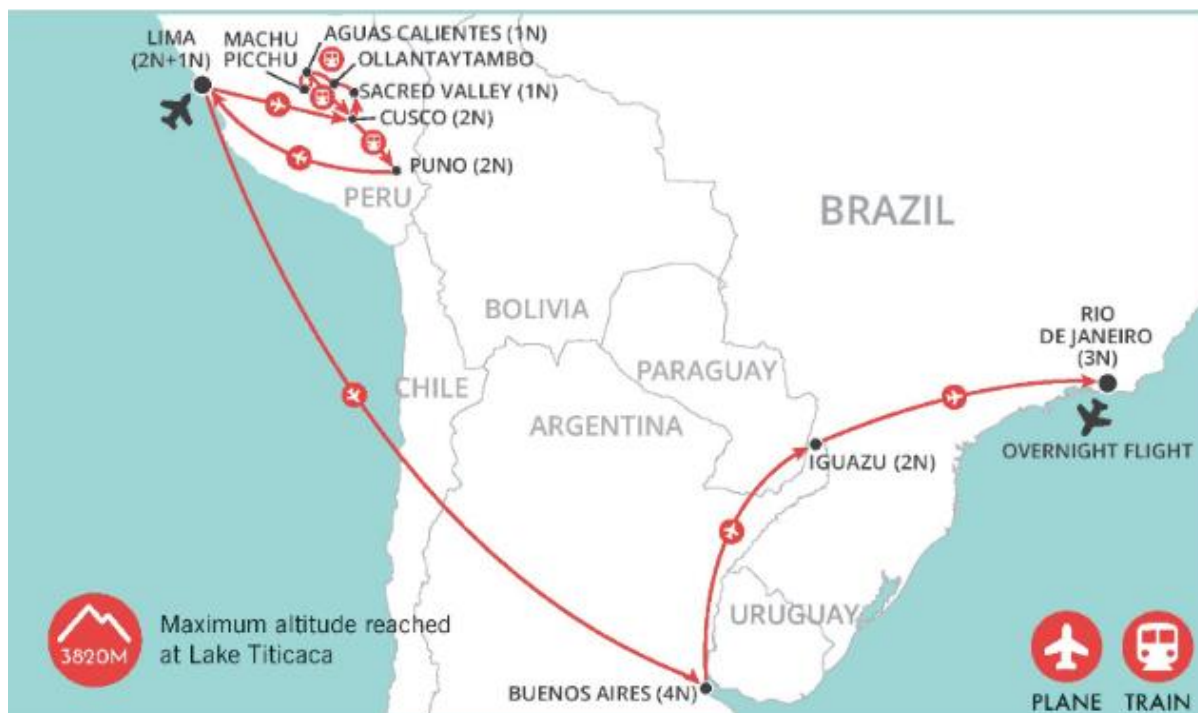 LIMA
(2N+1N)
MACHU
PICCHU
AGUAS CALIENTES (1N)
OLLANTAYTAMBO
SACRED VALLEY (1N)
CUSCO (2N)
PUNO (2N)
PERU
BRAZIL
BOLIVIA
PARAGUAY
CHILE
ARGENTINA
RIO
DE JANEIRO
(3N)
OVERNIGHT FLIGHT
IGUAZU (2N)
URUGUAY
BUENOS AIRES (4N)
3820M
Maximum altitude reached
at Lake Titicaca
PLANE
TRAIN